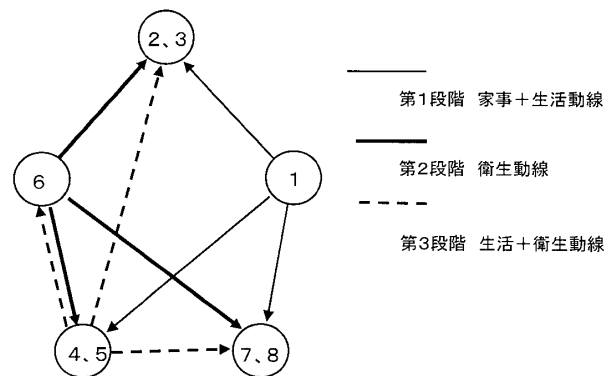 2、3
第1段階 家事+生活動線
第2段階 衛生動線
6
1
第3段階 生活+衛生動線
4、5
7、8